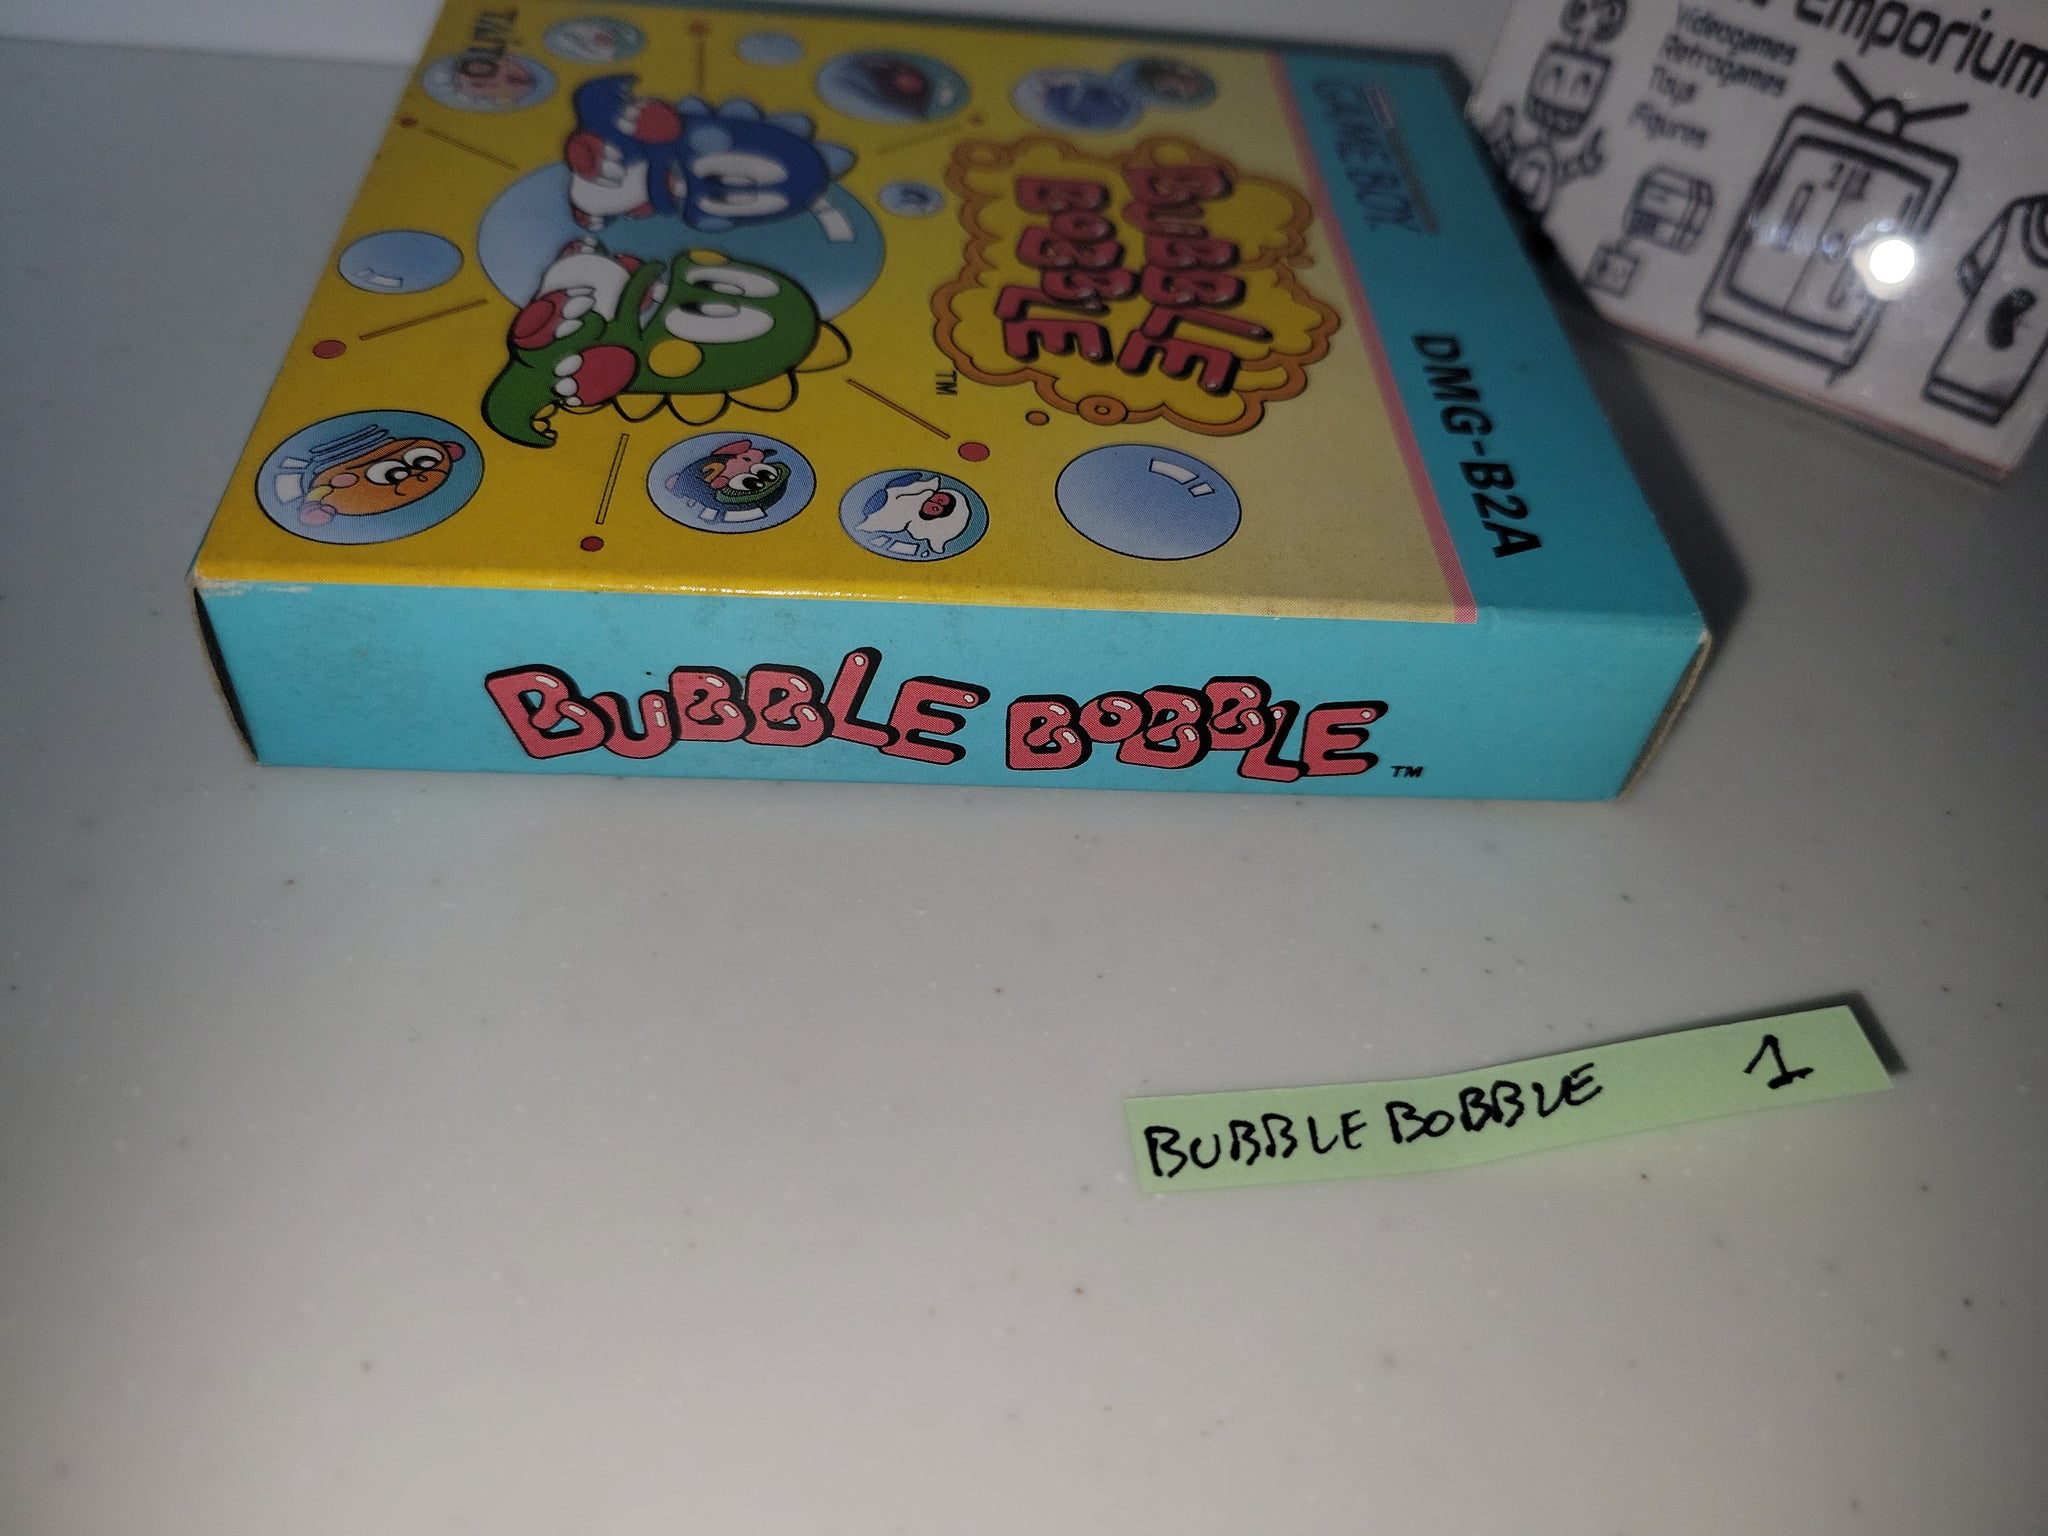 TAITO
GAME BOY
BUBBLE
BOBBLE
TM
DMG-B2A
BUBBLE BOBBLE TM
Emporium
Videogames
Retrogames
Toys
Figures
BUBBLE BOBBLE 1